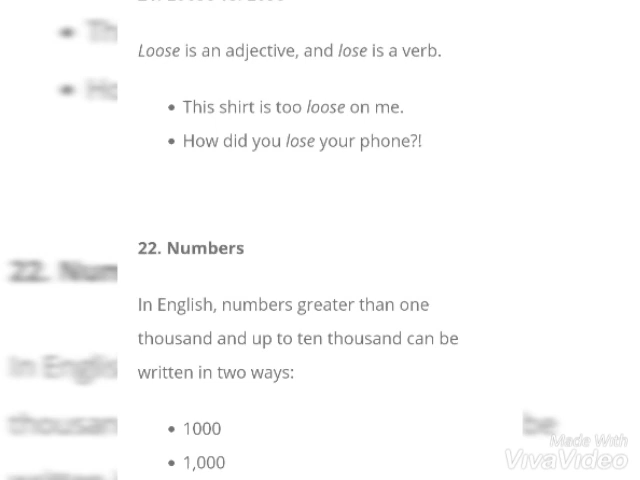 Loose is an adjective, and lose is a verb.
• This shirt is too loose on me.
• How did you lose your phone?!
22. Numbers
In English, numbers greater than one
thousand and up to ten thousand can be
written in two ways:
• 1000
• 1,000
Made With
VivaVideo